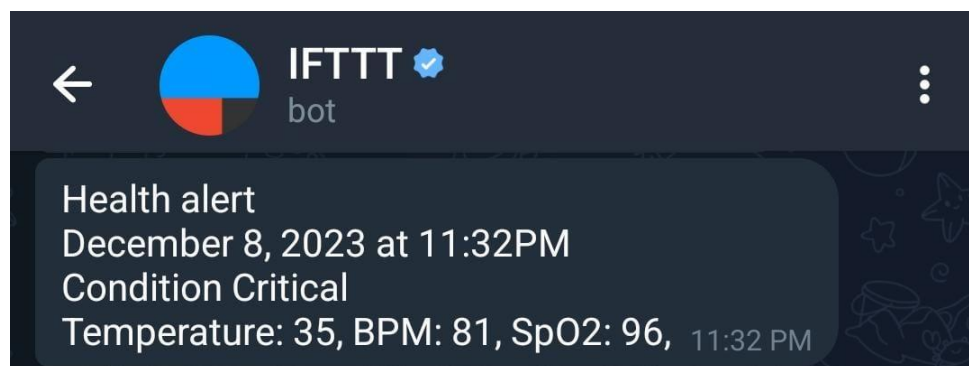 IFTTT
bot
Health alert
December 8, 2023 at 11:32PM
Condition Critical
Temperature: 35, BPM: 81, SpO2: 96, 11:32 PM